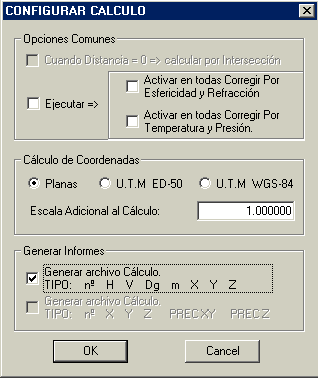 CONFIGURAR CALCULO
Opciones Comunes
Cuando Distancia = 0 => calcular por Intersección
Ejecutar =>
Activar en todas Corregir Por
Esfericidad y Refracción
Activar en todas Corregir Por
Temperatura y Presión.
Cálculo de Coordenadas
Planas
U.T.M ED-50
U.T.M WGS-84
Escala Adicional al Cálculo:
1.000000
Generar Informes
Generar archivo Cálculo.
TIPO: nº H V Dg m X Y Z
Generar archivo Cálculo.
TIPO: nº X Y Z PREC XY PREC Z
OK
Cancel